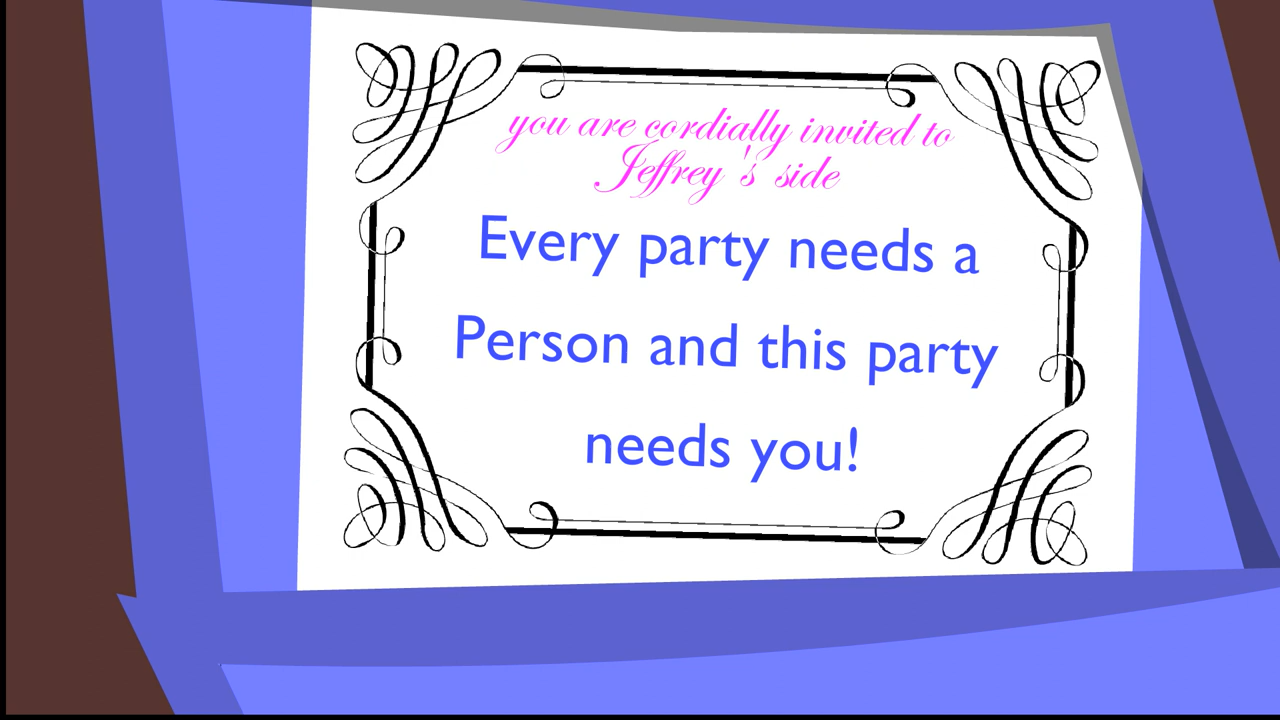 you are cordially invited to
Jeffrey's side
Every party needs a
Person and this party
needs you!